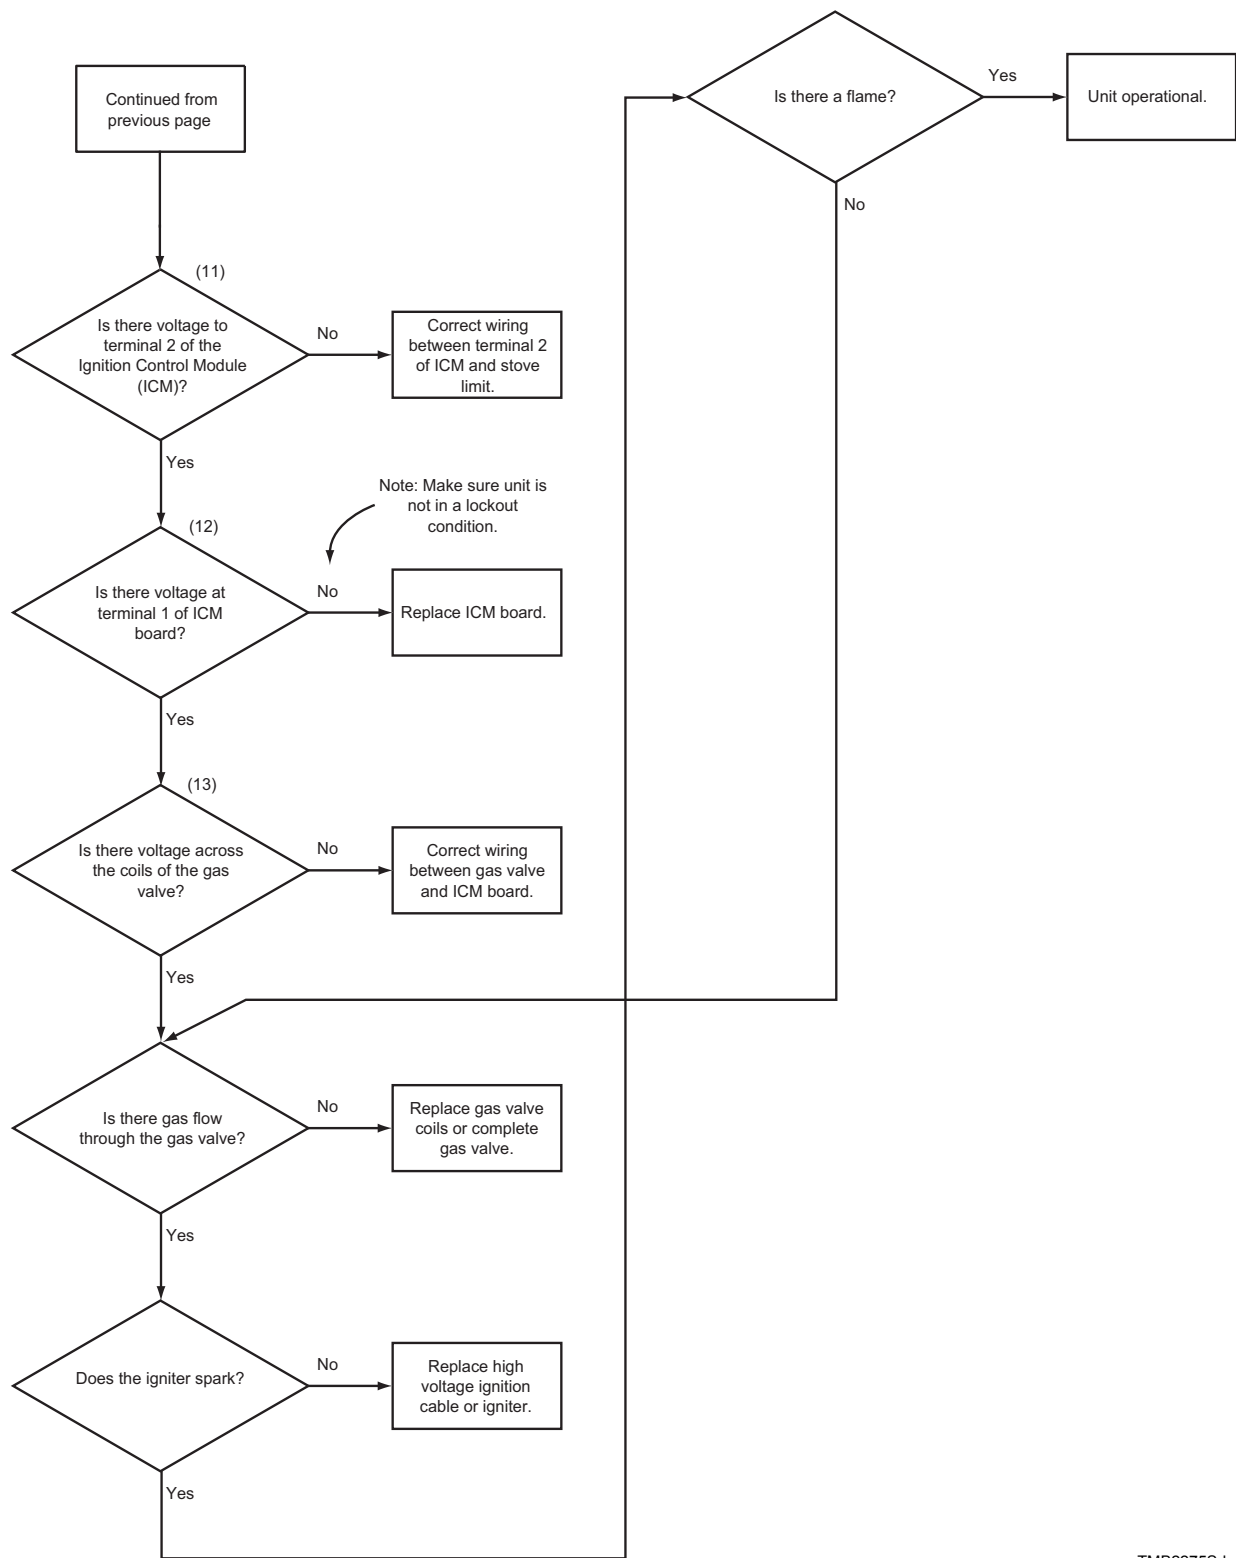 Continued from
previous page
(11)
Is there voltage to
terminal 2 of the
Ignition Control Module
(ICM)?
No
Correct wiring
between terminal 2
of ICM and stove
limit.
Yes
Note: Make sure unit is
not in a lockout
condition.
(12)
Is there voltage at
terminal 1 of ICM
board?
No
Replace ICM board.
Yes
(13)
Is there voltage across
the coils of the gas
valve?
No
Correct wiring
between gas valve
and ICM board.
Yes
Is there gas flow
through the gas valve?
No
Replace gas valve
coils or complete
gas valve.
Yes
Does the igniter spark?
No
Replace high
voltage ignition
cable or igniter.
Yes
Is there a flame?
Yes
Unit operational.
No